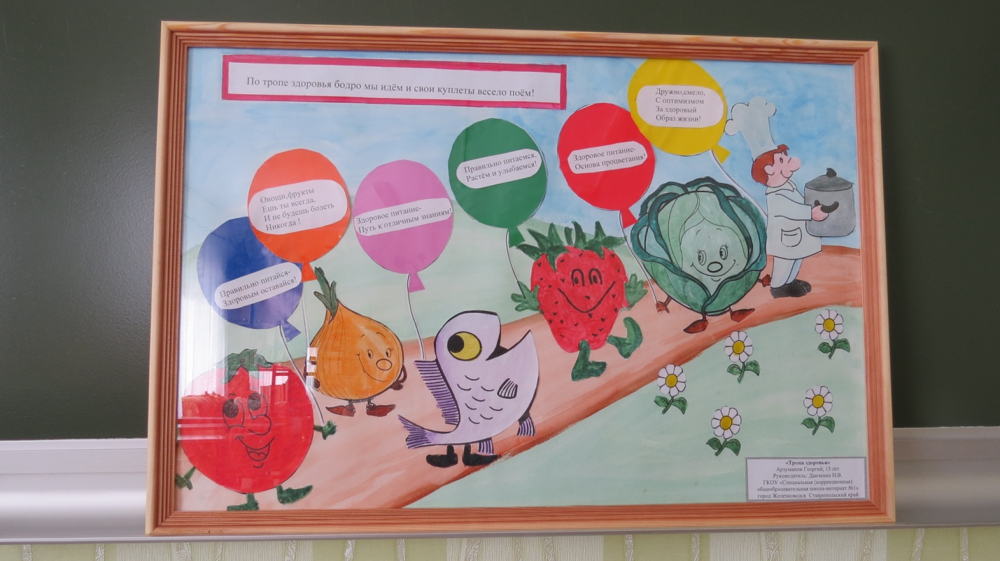 По тропе здоровья бодро мы идём и свои куплеты весело поём!
Правильно питайся-
Здоровым оставайся!
Овощи,фрукты
Ешь ты всегда,
И не будешь болеть
Никогда !
Здоровое питание-
Путь к отличным знаниям!
Правильно питаемся,
Растём и улыбаемся!
Здоровое питание-
Основа процветания!
Дружно,смело,
С оптимизмом
За здоровый
Образ жизни!
«Тропа здоровья»
Арзуманов Георгий, 15 лет
Руководитель: Данченко Н.В.
ГКОУ «Специальная (коррекционная)
общеобразовательная школа-интернат №1»
город Железноводск Ставропольский край